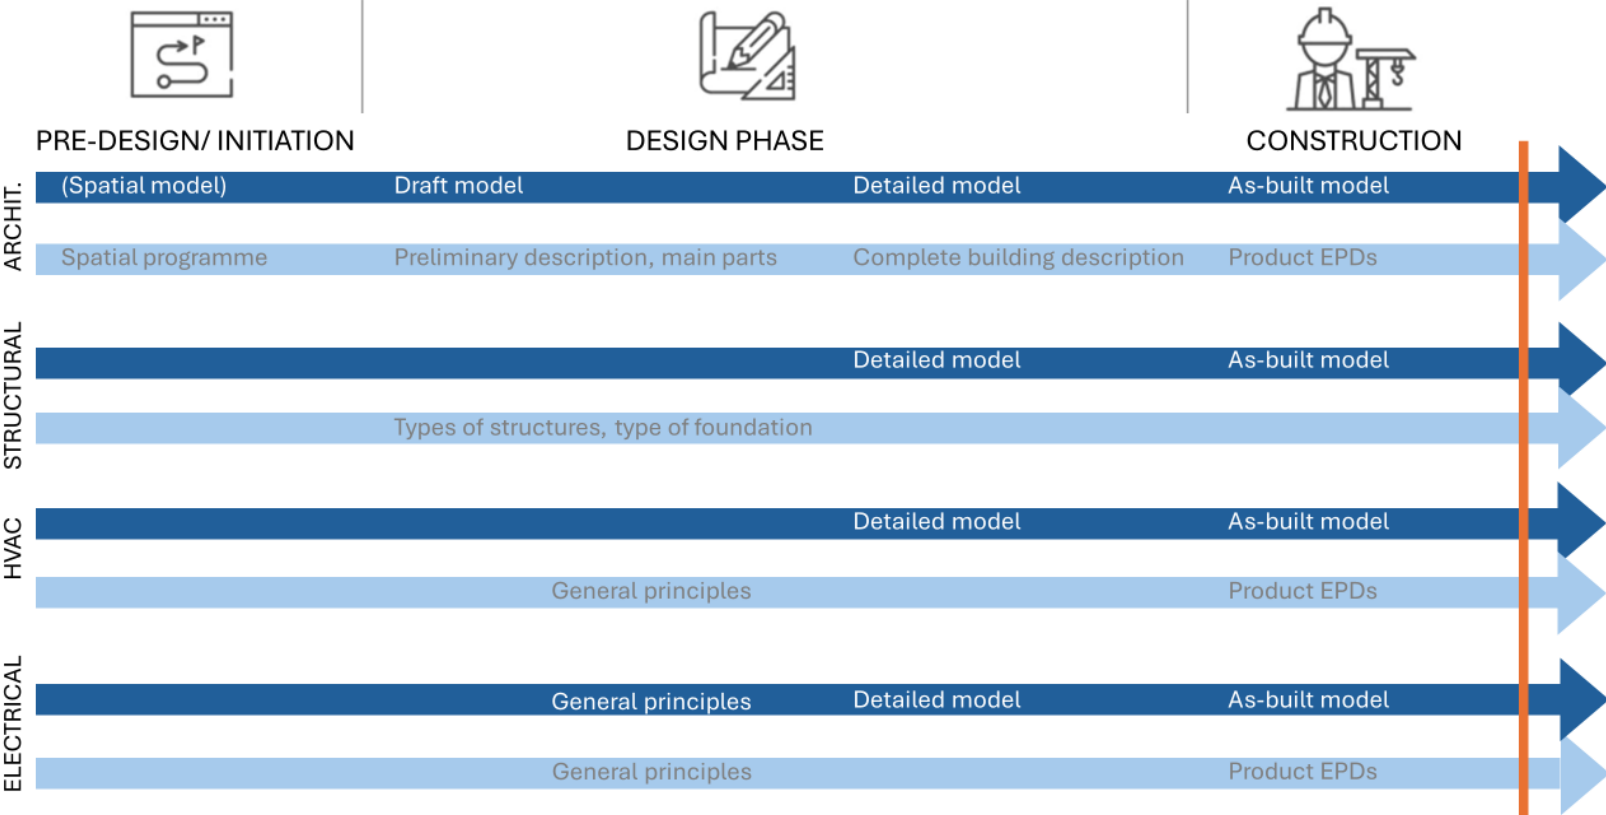 PRE-DESIGN/ INITIATION
DESIGN PHASE
CONSTRUCTION
ARCHIT.
(Spatial model) Draft model Detailed model As-built model
Spatial programme Preliminary description, main parts Complete building description Product EPDs
STRUCTURAL
Detailed model As-built model
Types of structures, type of foundation
HVAC
Detailed model As-built model
General principles Product EPDs
ELECTRICAL
General principles Detailed model As-built model
General principles Product EPDs